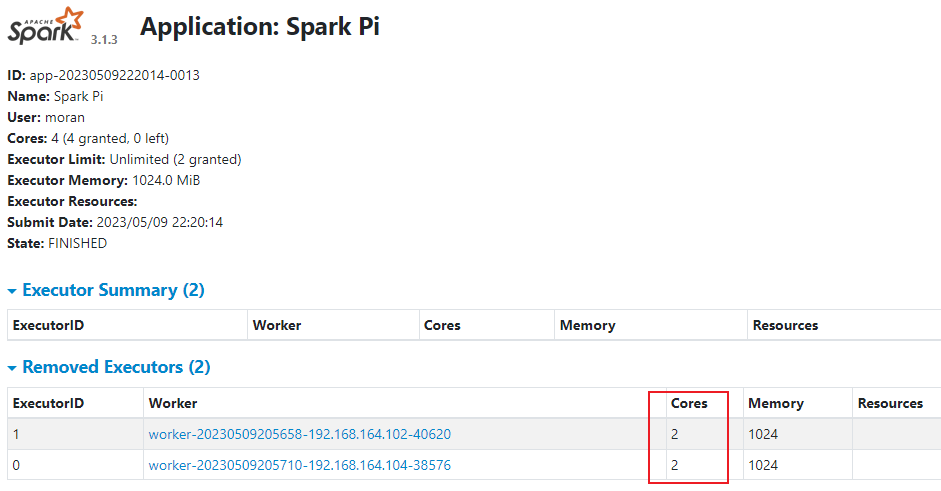 APACHE
Spark 3.1.3 Application: Spark Pi
ID: app-20230509222014-0013
Name: Spark Pi
User: moran
Cores: 4 (4 granted, 0 left)
Executor Limit: Unlimited (2 granted)
Executor Memory: 1024.0 MiB
Executor Resources:
Submit Date: 2023/05/09 22:20:14
State: FINISHED
Executor Summary (2)
ExecutorID Worker Cores Memory Resources
Removed Executors (2)
ExecutorID Worker Cores Memory Resources
1 worker-20230509205658-192.168.164.102-40620 2 1024
0 worker-20230509205710-192.168.164.104-38576 2 1024